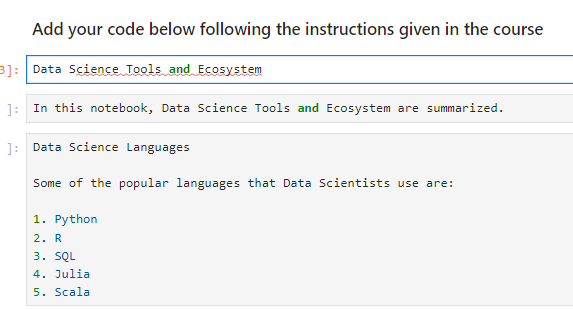 Add your code below following the instructions given in the course
3]: Data Science Tools and Ecosystem
]: In this notebook, Data Science Tools and Ecosystem are summarized.
]: Data Science Languages
Some of the popular languages that Data Scientists use are:
1. Python
2. R
3. SQL
4. Julia
5. Scala